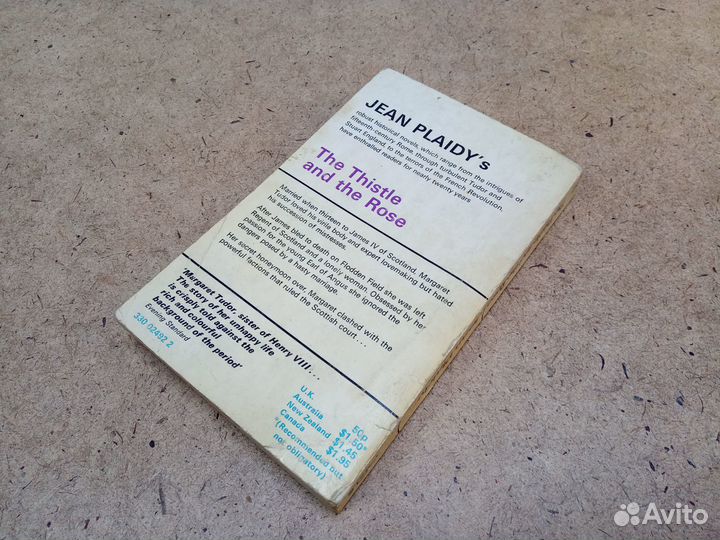 JEAN PLAIDY's
robust historical novels, which range from the intrigues of
fifteenth-century Rome, through turbulent Tudor and
Stuart England, to the terrors of the French Revolution,
have enthralled readers for nearly twenty years
The Thistle
and the Rose
Married when thirteen to James IV of Scotland, Margaret
Tudor loved his virile body and expert lovemaking but hated
his succession of mistresses.
After James bled to death on Flodden Field she was left
Regent of Scotland and a lonely woman. Obsessed by her
passion for the young Earl of Angus she ignored the
dangers posed by a hasty marriage.
Her secret honeymoon over, Margaret clashed with the
powerful factions that ruled the Scottish court . . .
'Margaret Tudor, sister of Henry VIII . . .
The story of her unhappy life
is crisply told against the
rich and colourful
background of the period'
Evening Standard
330 02492 2
U.K. 50p
Australia $1.50*
New Zealand $1.45
Canada $1.95
*(Recommended but
not obligatory)
Avito